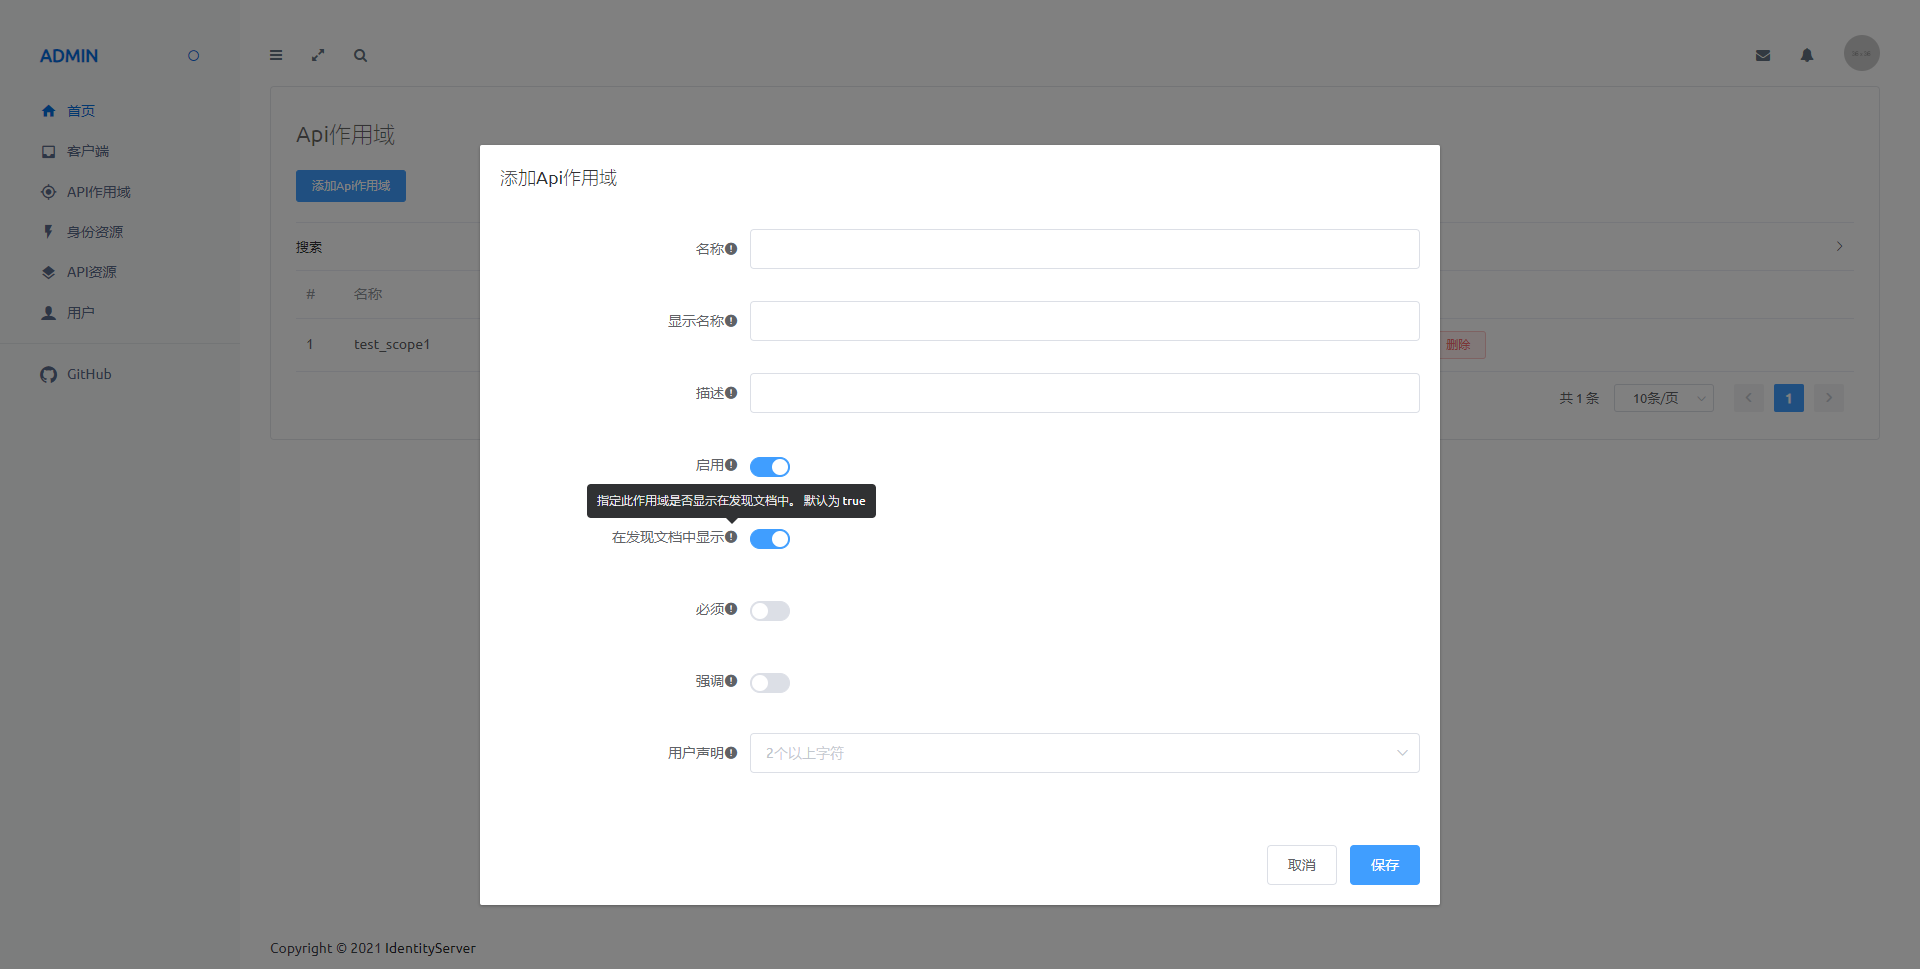 ADMIN
首页
客户端
API作用域
身份资源
API资源
用户
GitHub
Api作用域
添加Api作用域
搜索
# 名称
1 test_scope1
删除
共 1 条 10条/页 1
添加Api作用域
名称
显示名称
描述
启用
指定此作用域是否显示在发现文档中。 默认为 true
在发现文档中显示
必须
强调
用户声明 2个以上字符
取消 保存
Copyright © 2021 IdentityServer